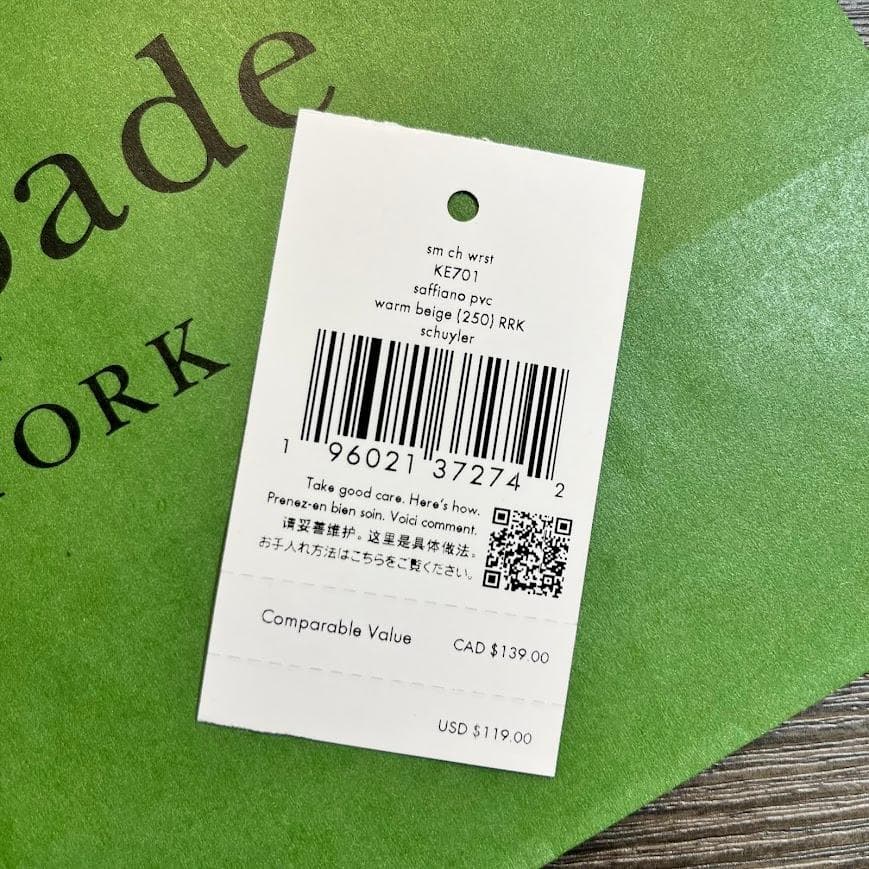 pade
YORK
sm ch wrst
KE701
saffiano pvc
warm beige (250) RRK
schuyler
1 96021 37274 2
Take good care. Here's how.
Prenez-en bien soin. Voici comment.
请妥善维护。这里是具体做法。
お手入れ方法はこちらをご覧ください。
Comparable Value CAD $139.00
USD $119.00